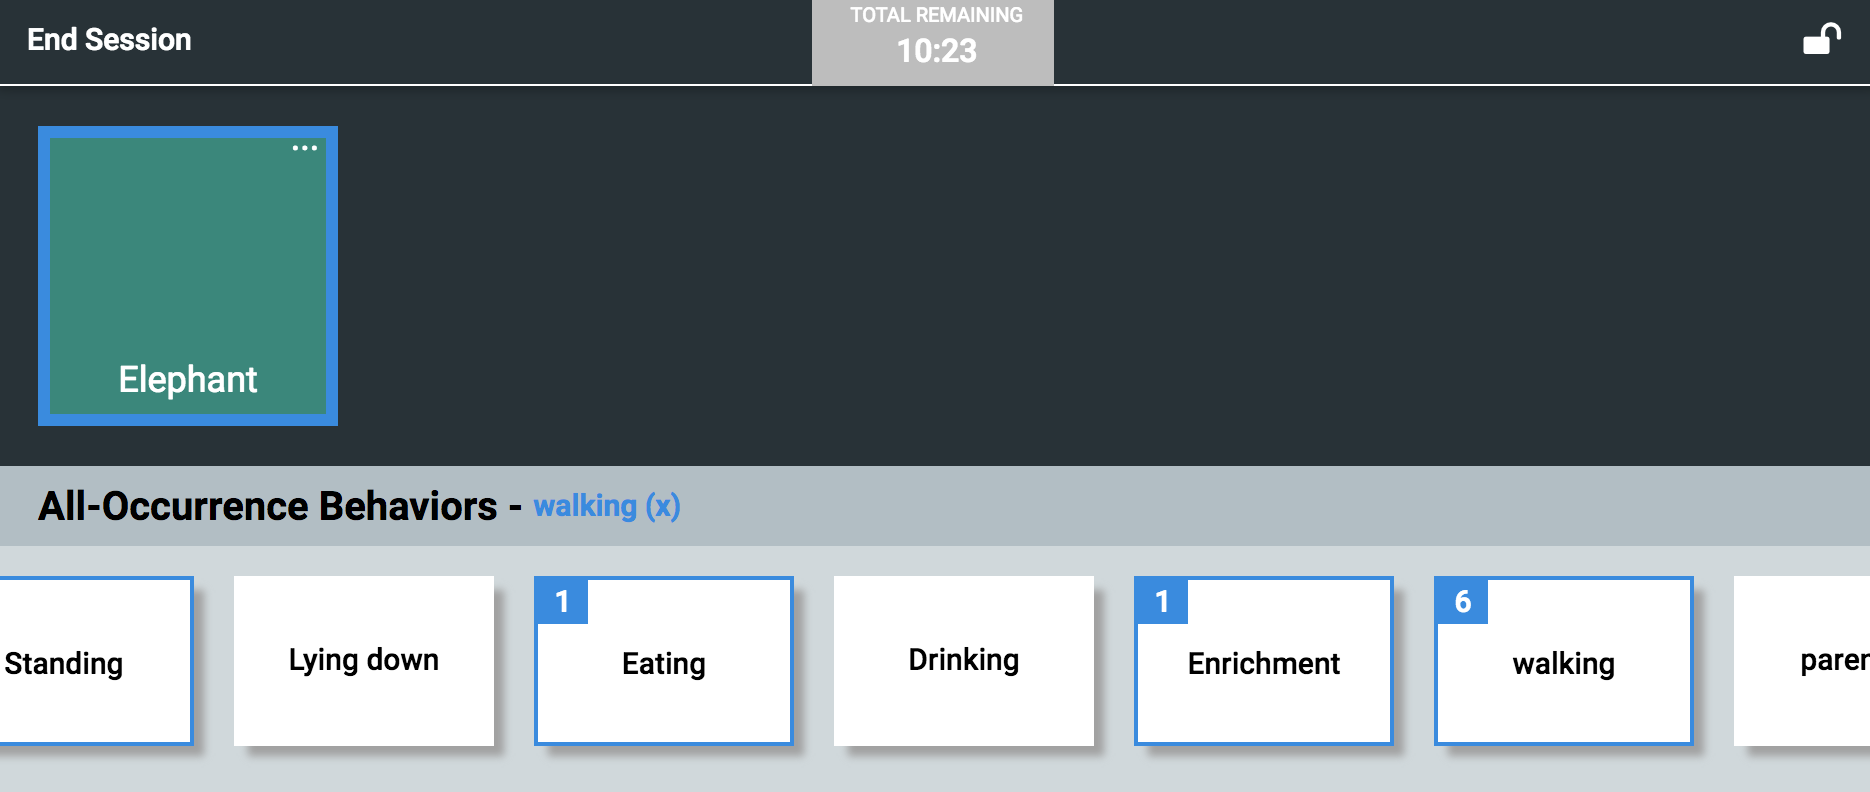 End Session
TOTAL REMAINING
10:23
Elephant
All-Occurrence Behaviors - walking (x)
Standing
Lying down
1
Eating
Drinking
1
Enrichment
6
walking
paren